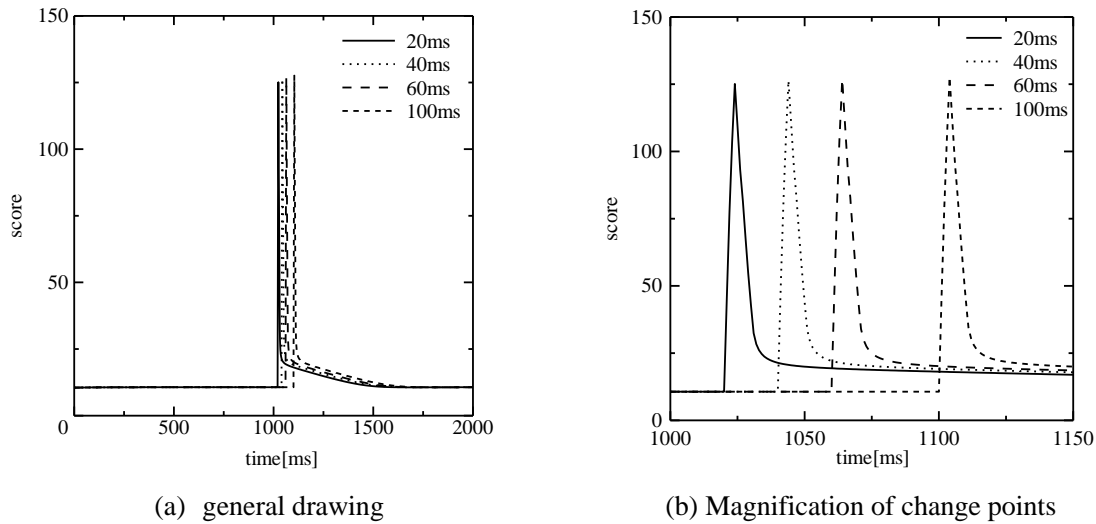 150
100
50
0
score
0 500 1000 1500 2000
time[ms]
20ms
40ms
60ms
100ms
(a) general drawing
150
100
50
0
score
1000 1050 1100 1150
time[ms]
20ms
40ms
60ms
100ms
(b) Magnification of change points